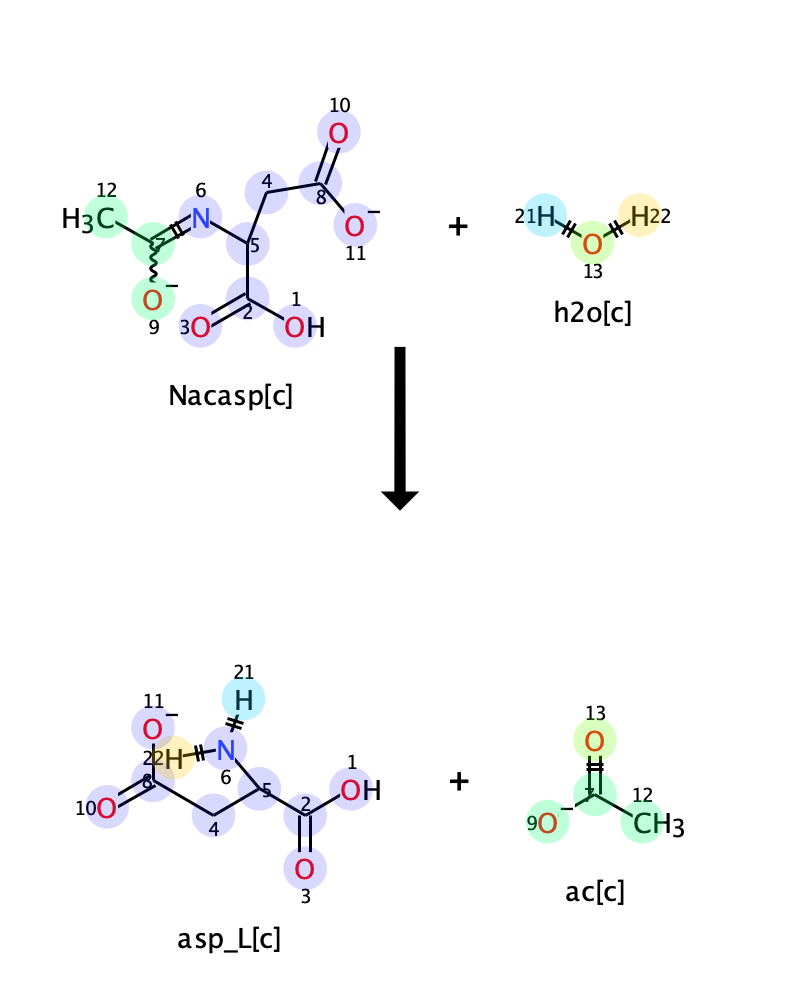 10
O
12
6
4
8
H3C
N
O−
21H
+
H22
7
5
11
O
13
O−
1
9
3O
2
OH
h2o[c]
Nacasp[c]
21
H
11
O−
13
O
22H
N
6
1
8
5
2
OH
+
10O
4
7
12
9O−
CH3
O
3
ac[c]
asp_L[c]